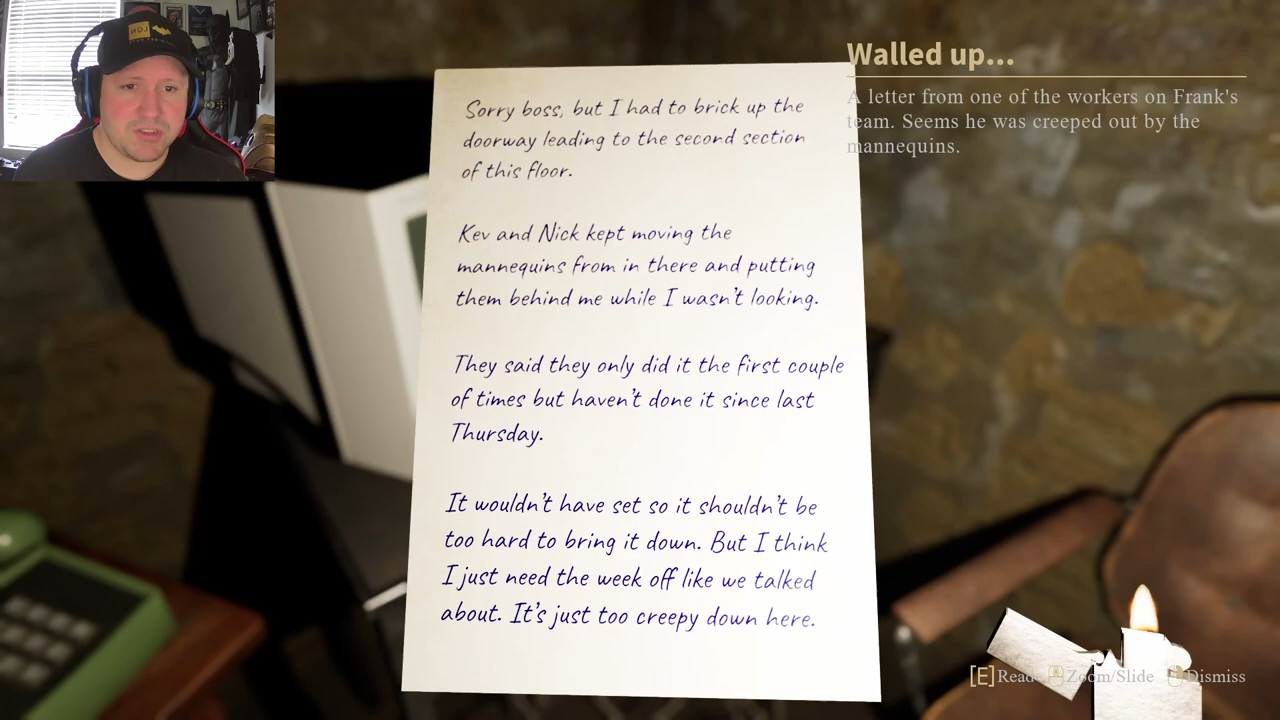 Walled up...
A letter from one of the workers on Frank's
team. Seems he was creeped out by the
mannequins.
Sorry boss, but I had to brick up the
doorway leading to the second section
of this floor.
Kev and Nick kept moving the
mannequins from in there and putting
them behind me while I wasn't looking.
They said they only did it the first couple
of times but haven't done it since last
Thursday.
It wouldn't have set so it shouldn't be
too hard to bring it down. But I think
I just need the week off like we talked
about. It's just too creepy down here.
[E]Read Zoom/Slide Dismiss